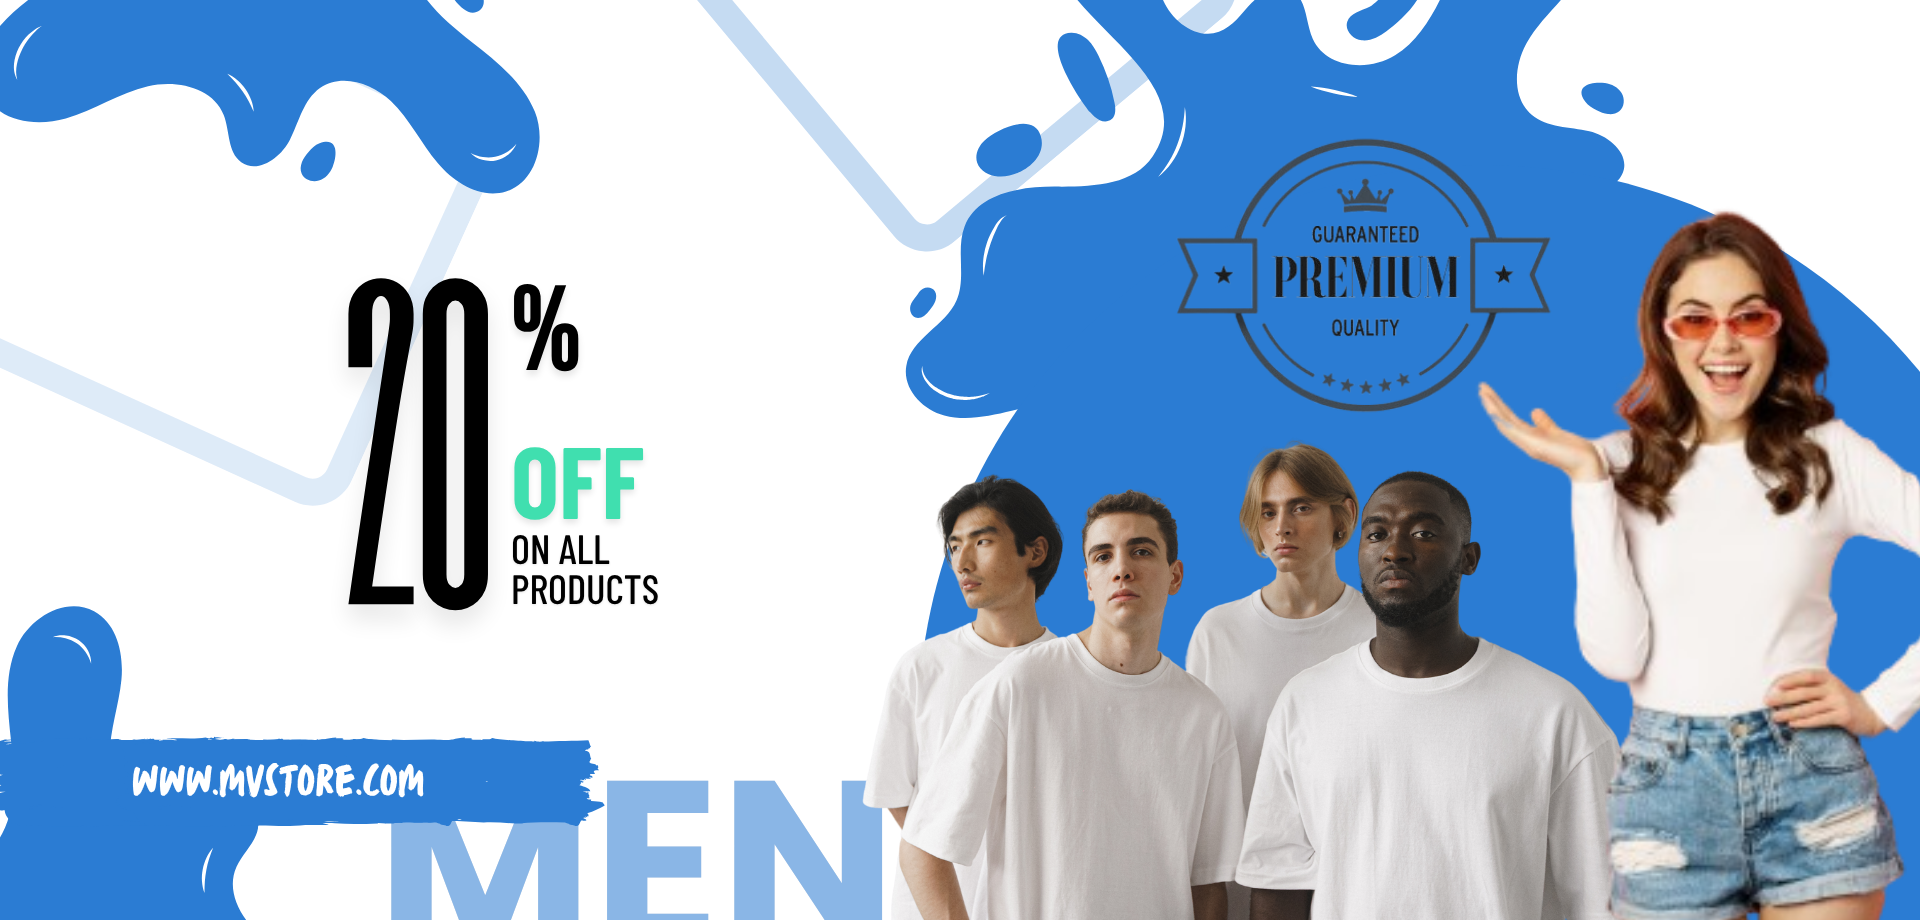 20%
OFF
ON ALL
PRODUCTS
GUARANTEED
PREMIUM
QUALITY
WWW.MVSTORE.COM
MEN